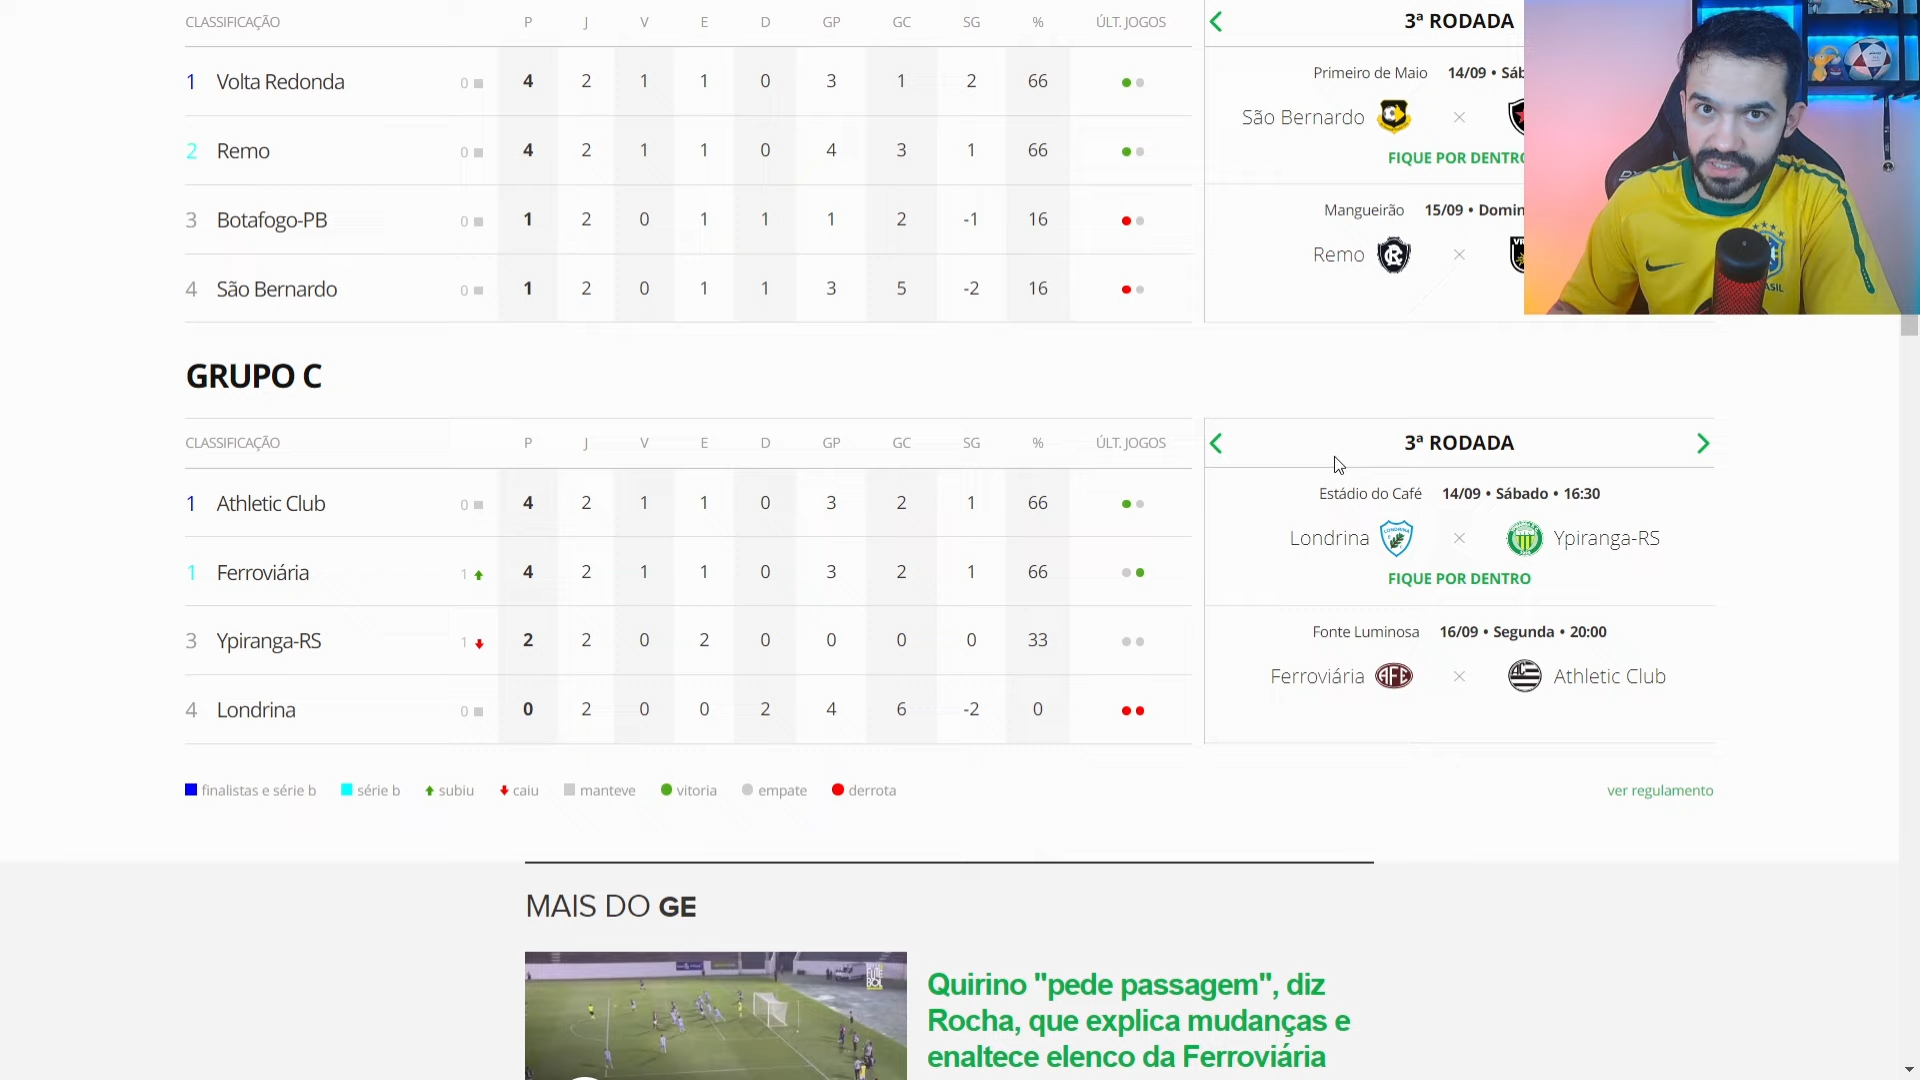 CLASSIFICAÇÃO P J V E D GP GC SG % ÚLT. JOGOS
1 Volta Redonda 0 4 2 1 1 0 3 1 2 66
2 Remo 0 4 2 1 1 0 4 3 1 66
3 Botafogo-PB 0 1 2 0 1 1 1 2 -1 16
4 São Bernardo 0 1 2 0 1 1 3 5 -2 16
3ª RODADA
Primeiro de Maio 14/09 • Sáb
São Bernardo ×
FIQUE POR DENTRO
Mangueirão 15/09 • Domin
Remo ×
GRUPO C
CLASSIFICAÇÃO P J V E D GP GC SG % ÚLT. JOGOS
1 Athletic Club 0 4 2 1 1 0 3 2 1 66
1 Ferroviária 1 4 2 1 1 0 3 2 1 66
3 Ypiranga-RS 1 2 2 0 2 0 0 0 0 33
4 Londrina 0 0 2 0 0 2 4 6 -2 0
3ª RODADA
Estádio do Café 14/09 • Sábado • 16:30
Londrina × Ypiranga-RS
FIQUE POR DENTRO
Fonte Luminosa 16/09 • Segunda • 20:00
Ferroviária AFE × Athletic Club
finalistas e série b série b subiu caiu manteve vitoria empate derrota
ver regulamento
MAIS DO GE
Quirino "pede passagem", diz
Rocha, que explica mudanças e
enaltece elenco da Ferroviária